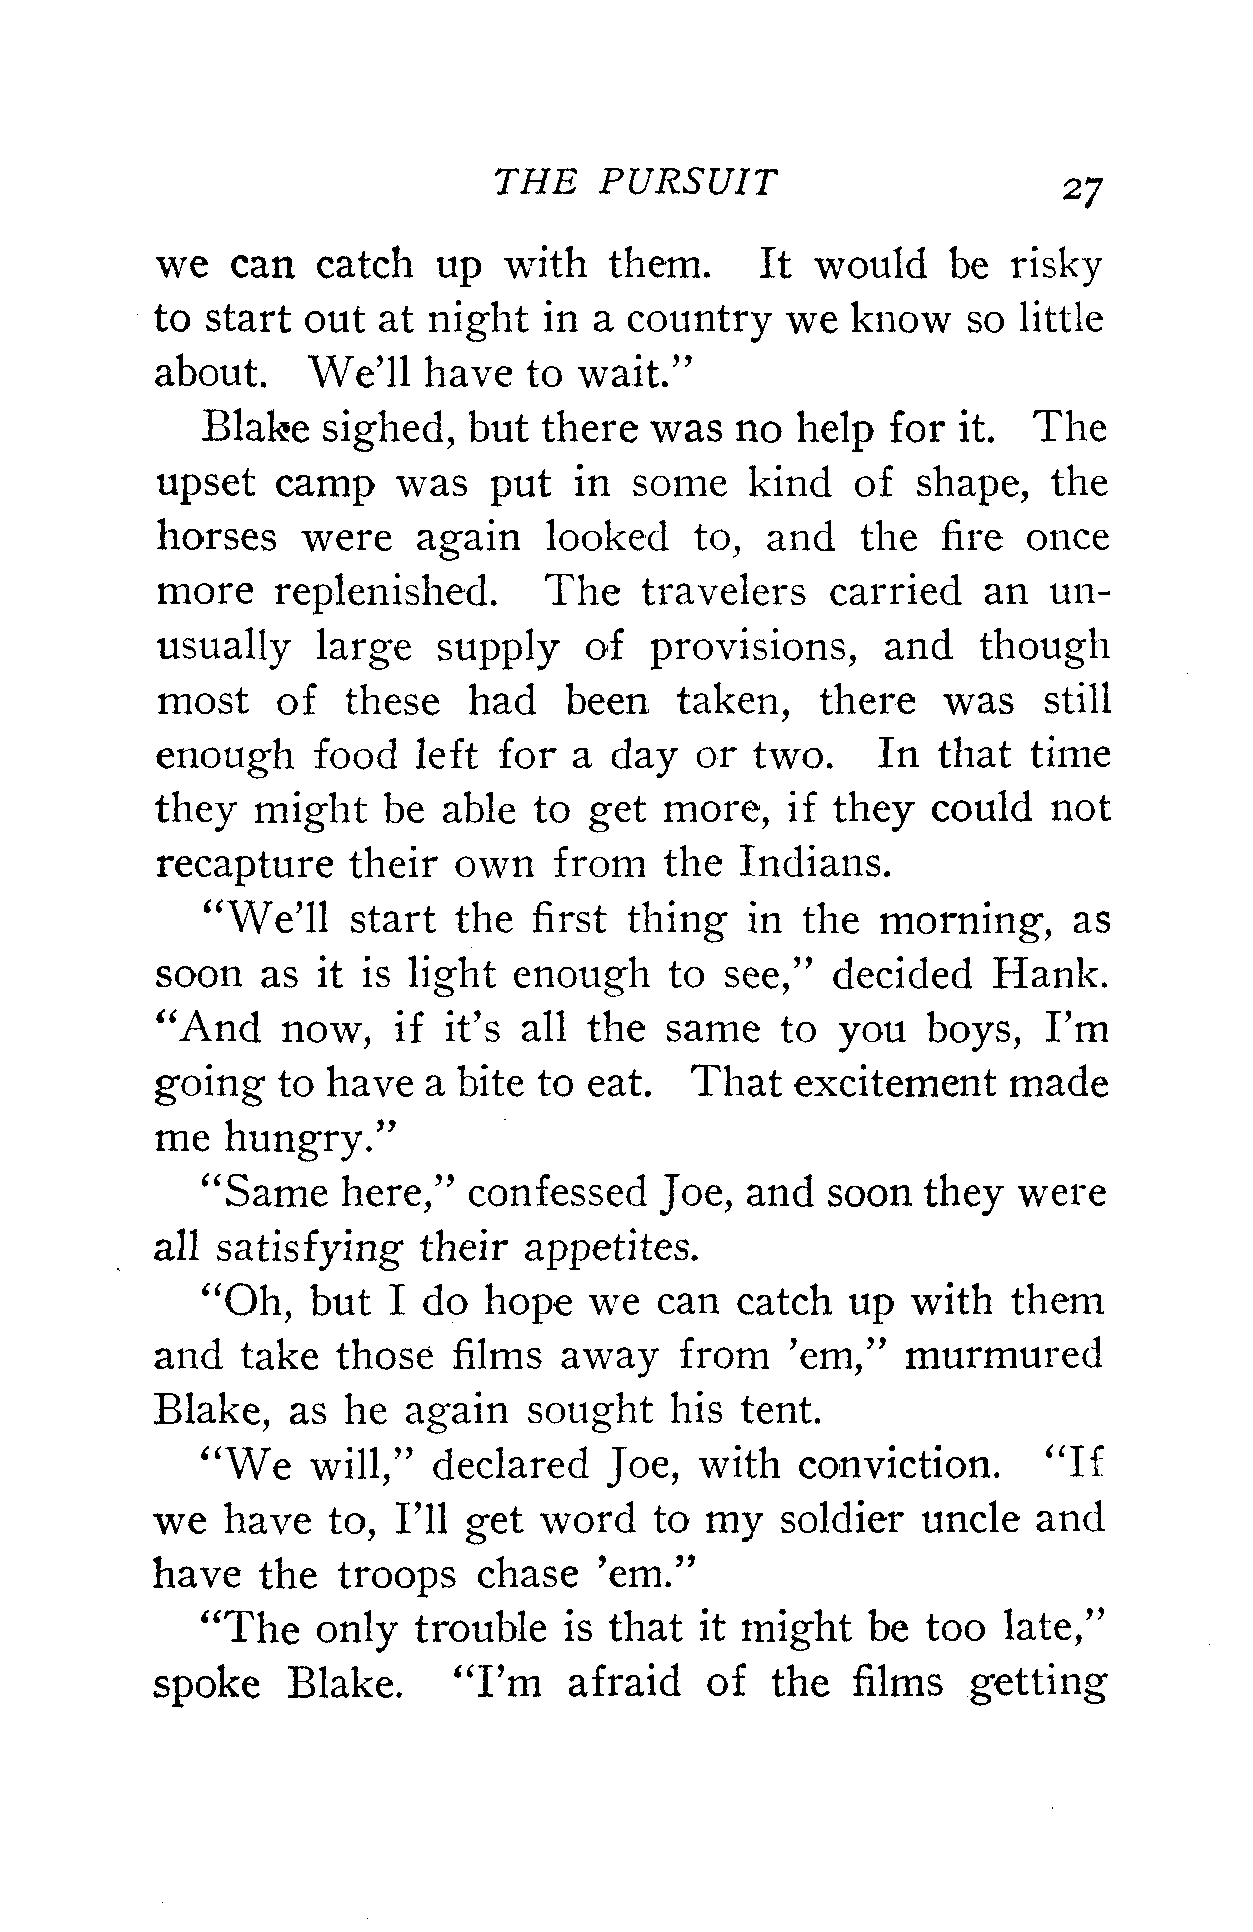 THE PURSUIT 27
we can catch up with them. It would be risky
to start out at night in a country we know so little
about. We'll have to wait."
Blake sighed, but there was no help for it. The
upset camp was put in some kind of shape, the
horses were again looked to, and the fire once
more replenished. The travelers carried an un-
usually large supply of provisions, and though
most of these had been taken, there was still
enough food left for a day or two. In that time
they might be able to get more, if they could not
recapture their own from the Indians.
"We'll start the first thing in the morning, as
soon as it is light enough to see," decided Hank.
"And now, if it's all the same to you boys, I'm
going to have a bite to eat. That excitement made
me hungry."
"Same here," confessed Joe, and soon they were
all satisfying their appetites.
"Oh, but I do hope we can catch up with them
and take those films away from 'em," murmured
Blake, as he again sought his tent.
"We will," declared Joe, with conviction. "If
we have to, I'll get word to my soldier uncle and
have the troops chase 'em."
"The only trouble is that it might be too late,"
spoke Blake. "I'm afraid of the films getting